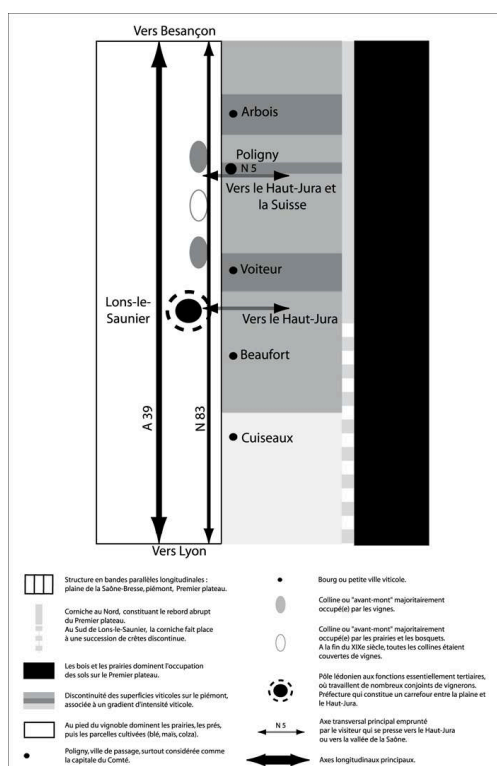 Vers Besançon
Arbois
Poligny
N 5
Vers le Haut-Jura et
la Suisse
Voiteur
Lons-le-
Saunier
Vers le Haut-Jura
Beaufort
A 39
N 83
Cuiseaux
Vers Lyon
Structure en bandes parallèles longitudinales :
plaine de la Saône-Bresse, piémont, Premier plateau.
Corniche au Nord, constituant le rebord abrupt
du Premier plateau.
Au Sud de Lons-le-Saunier, la corniche fait place
à une succession de crêtes discontinue.
Les bois et les prairies dominent l'occupation
des sols sur le Premier plateau.
Discontinuité des superficies viticoles sur le piémont,
associée à un gradient d'intensité viticole.
Au pied du vignoble dominent les prairies, les prés,
puis les parcelles cultivées (blé, maïs, colza).
Poligny, ville de passage, surtout considérée comme
la capitale du Comté.
Bourg ou petite ville viticole.
Colline ou "avant-mont" majoritairement
occupé(e) par les vignes.
Colline ou "avant-mont" majoritairement
occupé(e) par les prairies et les bosquets.
A la fin du XIXe siècle, toutes les collines étaient
couvertes de vignes.
Pôle lédonien aux fonctions essentiellement tertiaires,
où travaillent de nombreux conjoints de vignerons.
Préfecture qui constitue un carrefour entre la plaine et
le Haut-Jura.
N 5
Axe transversal principal emprunté
par le visiteur qui se presse vers le Haut-Jura
ou vers la vallée de la Saône.
Axes longitudinaux principaux.